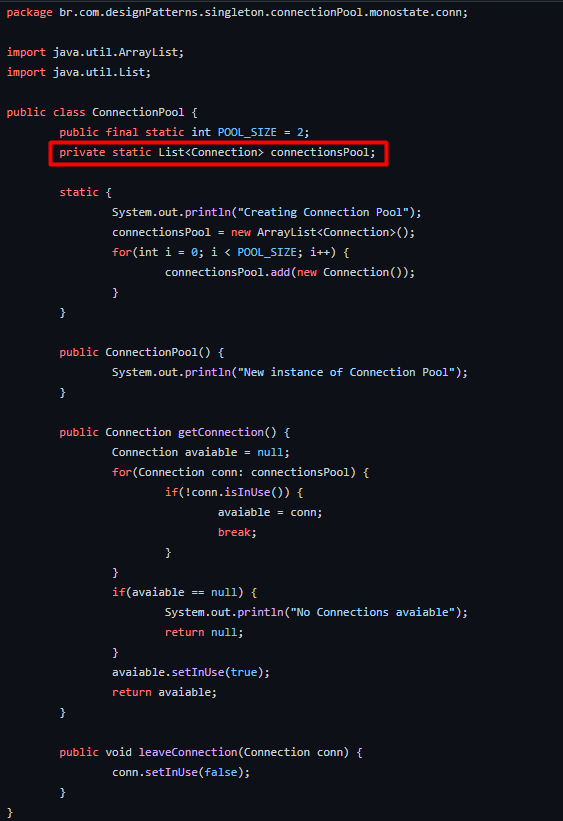 package br.com.designPatterns.singleton.connectionPool.monostate.conn;
import java.util.ArrayList;
import java.util.List;
public class ConnectionPool {
public final static int POOL_SIZE = 2;
private static List<Connection> connectionsPool;
static {
System.out.println("Creating Connection Pool");
connectionsPool = new ArrayList<Connection>();
for(int i = 0; i < POOL_SIZE; i++) {
connectionsPool.add(new Connection());
}
}
public ConnectionPool() {
System.out.println("New instance of Connection Pool");
}
public Connection getConnection() {
Connection avaiable = null;
for(Connection conn: connectionsPool) {
if(!conn.isInUse()) {
avaiable = conn;
break;
}
}
if(avaiable == null) {
System.out.println("No Connections avaiable");
return null;
}
avaiable.setInUse(true);
return avaiable;
}
public void leaveConnection(Connection conn) {
conn.setInUse(false);
}
}